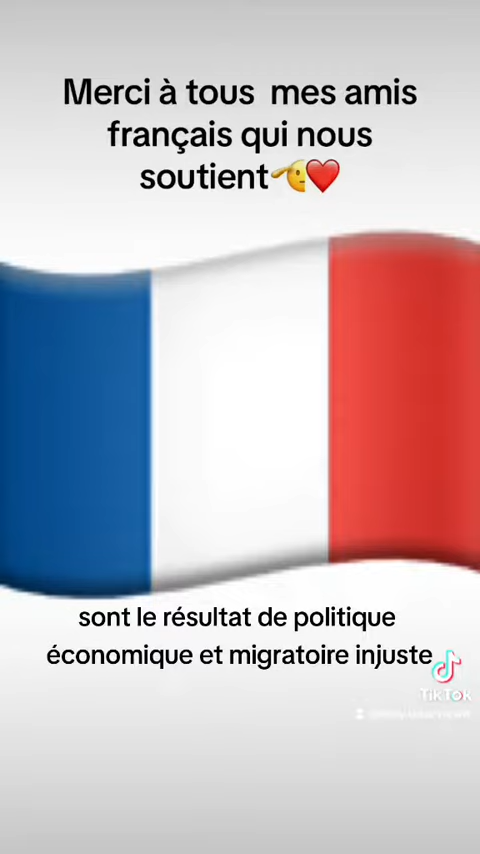 Merci à tous  mes amis
français qui nous
soutient🫡❤️
sont le résultat de politique
économique et migratoire injuste
TikTok